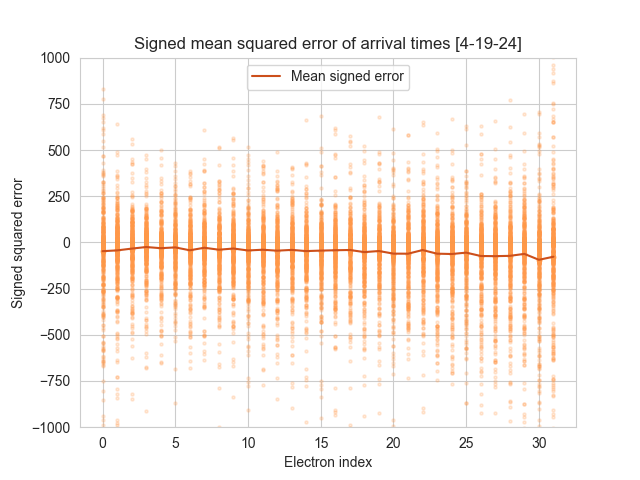 Signed mean squared error of arrival times [4-19-24]
Mean signed error
Signed squared error
1000
750
500
250
0
−250
−500
−750
−1000
0 5 10 15 20 25 30
Electron index